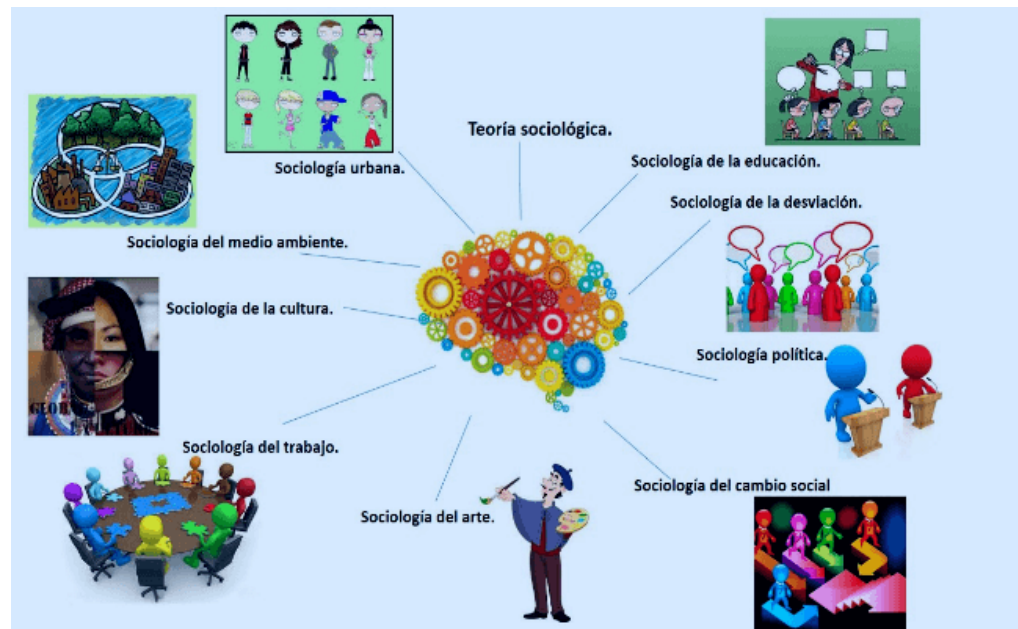 Teoría sociológica.
Sociología urbana.
Sociología de la educación.
Sociología de la desviación.
Sociología del medio ambiente.
Sociología de la cultura.
Sociología política.
Sociología del trabajo.
Sociología del cambio social
Sociología del arte.